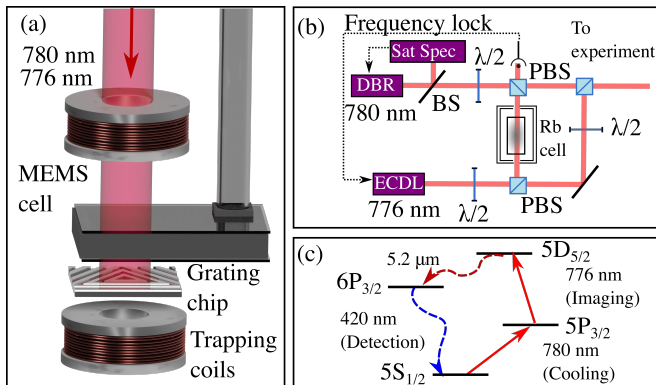 (a)
780 nm
776 nm
MEMS
cell
Grating
chip
Trapping
coils
(b)
Frequency lock
To
experiment
Sat Spec
λ/2
PBS
DBR
780 nm
BS
Rb
cell
λ/2
ECDL
776 nm
λ/2
PBS
(c)
5.2 μm
5D5/2
776 nm
(Imaging)
6P3/2
420 nm
(Detection)
5P3/2
780 nm
(Cooling)
5S1/2